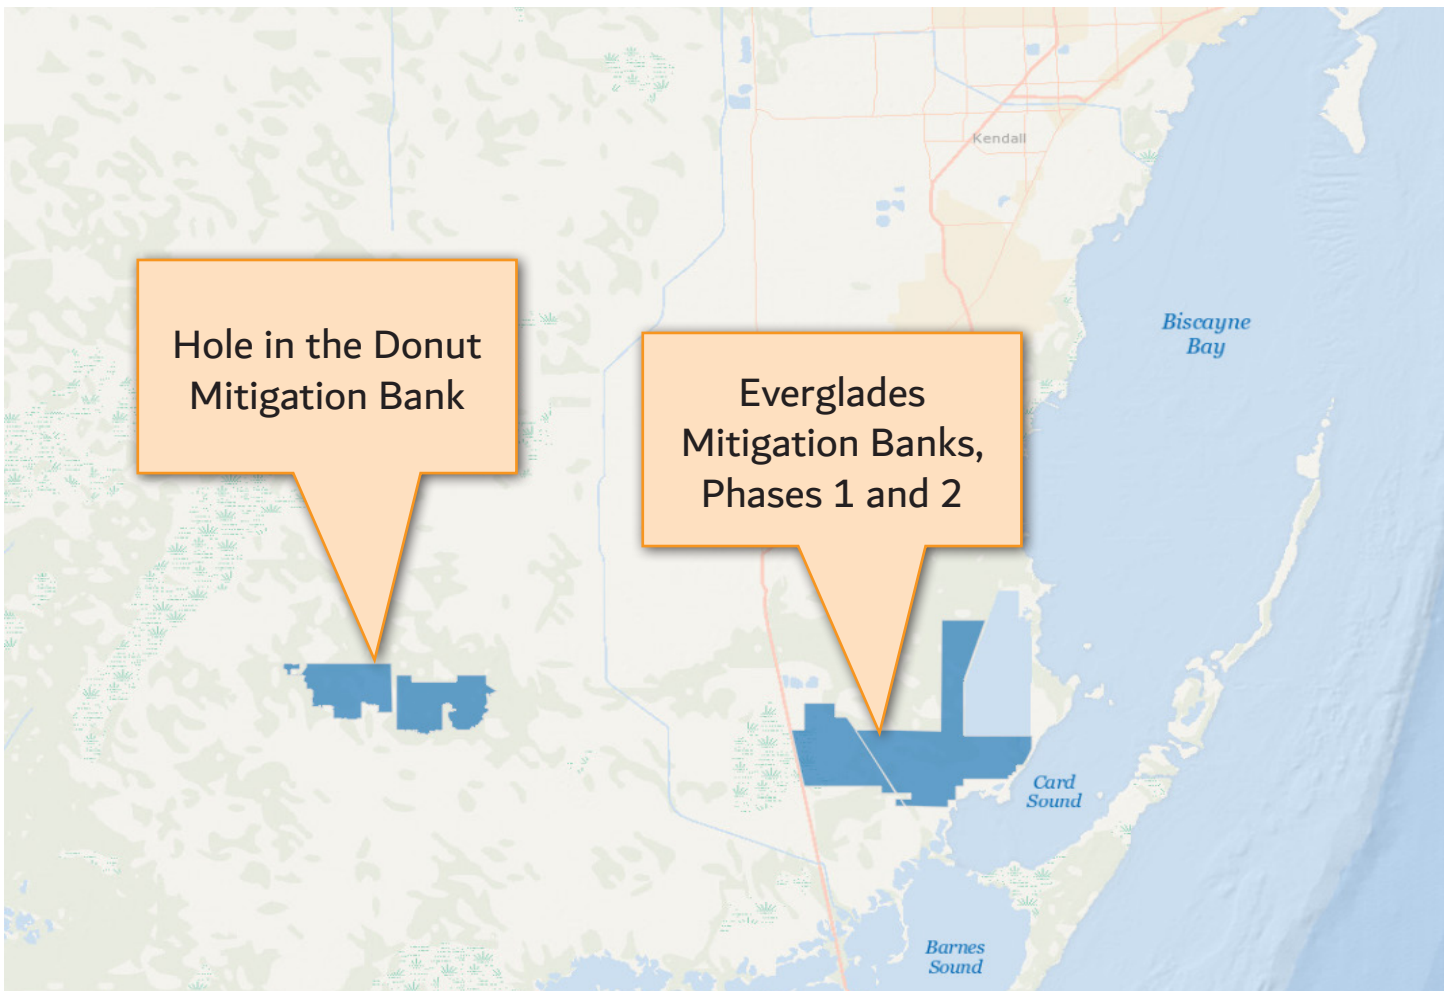 Kendall
Biscayne
Bay
Hole in the Donut
Mitigation Bank
Everglades
Mitigation Banks,
Phases 1 and 2
Card
Sound
Barnes
Sound